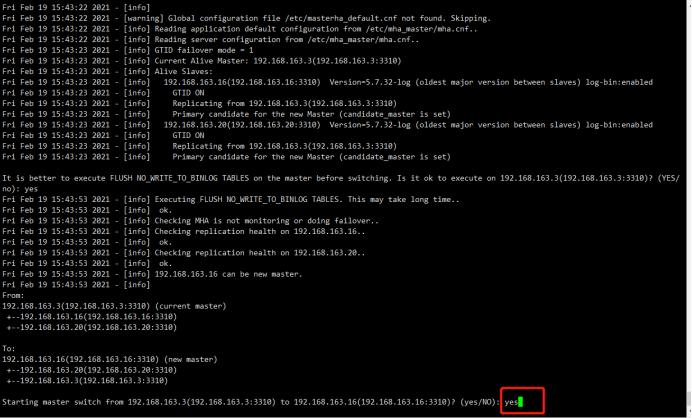 Fri Feb 19 15:43:22 2021 - [info]
Fri Feb 19 15:43:22 2021 - [warning] Global configuration file /etc/masterha_default.cnf not found. Skipping.
Fri Feb 19 15:43:22 2021 - [info] Reading application default configuration from /etc/mha_master/mha.cnf..
Fri Feb 19 15:43:22 2021 - [info] Reading server configuration from /etc/mha_master/mha.cnf..
Fri Feb 19 15:43:23 2021 - [info] GTID failover mode = 1
Fri Feb 19 15:43:23 2021 - [info] Current Alive Master: 192.168.163.3(192.168.163.3:3310)
Fri Feb 19 15:43:23 2021 - [info] Alive Slaves:
Fri Feb 19 15:43:23 2021 - [info]   192.168.163.16(192.168.163.16:3310)  Version=5.7.32-log (oldest major version between slaves) log-bin:enabled
Fri Feb 19 15:43:23 2021 - [info]     GTID ON
Fri Feb 19 15:43:23 2021 - [info]     Replicating from 192.168.163.3(192.168.163.3:3310)
Fri Feb 19 15:43:23 2021 - [info]     Primary candidate for the new Master (candidate_master is set)
Fri Feb 19 15:43:23 2021 - [info]   192.168.163.20(192.168.163.20:3310)  Version=5.7.32-log (oldest major version between slaves) log-bin:enabled
Fri Feb 19 15:43:23 2021 - [info]     GTID ON
Fri Feb 19 15:43:23 2021 - [info]     Replicating from 192.168.163.3(192.168.163.3:3310)
Fri Feb 19 15:43:23 2021 - [info]     Primary candidate for the new Master (candidate_master is set)
It is better to execute FLUSH NO_WRITE_TO_BINLOG TABLES on the master before switching. Is it ok to execute on 192.168.163.3(192.168.163.3:3310)? (YES/
no): yes
Fri Feb 19 15:43:53 2021 - [info] Executing FLUSH NO_WRITE_TO_BINLOG TABLES. This may take long time..
Fri Feb 19 15:43:53 2021 - [info]  ok.
Fri Feb 19 15:43:53 2021 - [info] Checking MHA is not monitoring or doing failover..
Fri Feb 19 15:43:53 2021 - [info] Checking replication health on 192.168.163.16..
Fri Feb 19 15:43:53 2021 - [info]  ok.
Fri Feb 19 15:43:53 2021 - [info] Checking replication health on 192.168.163.20..
Fri Feb 19 15:43:53 2021 - [info]  ok.
Fri Feb 19 15:43:53 2021 - [info] 192.168.163.16 can be new master.
Fri Feb 19 15:43:53 2021 - [info]
From:
192.168.163.3(192.168.163.3:3310) (current master)
 +--192.168.163.16(192.168.163.16:3310)
 +--192.168.163.20(192.168.163.20:3310)
To:
192.168.163.16(192.168.163.16:3310) (new master)
 +--192.168.163.20(192.168.163.20:3310)
 +--192.168.163.3(192.168.163.3:3310)
Starting master switch from 192.168.163.3(192.168.163.3:3310) to 192.168.163.16(192.168.163.16:3310)? (yes/NO): yes